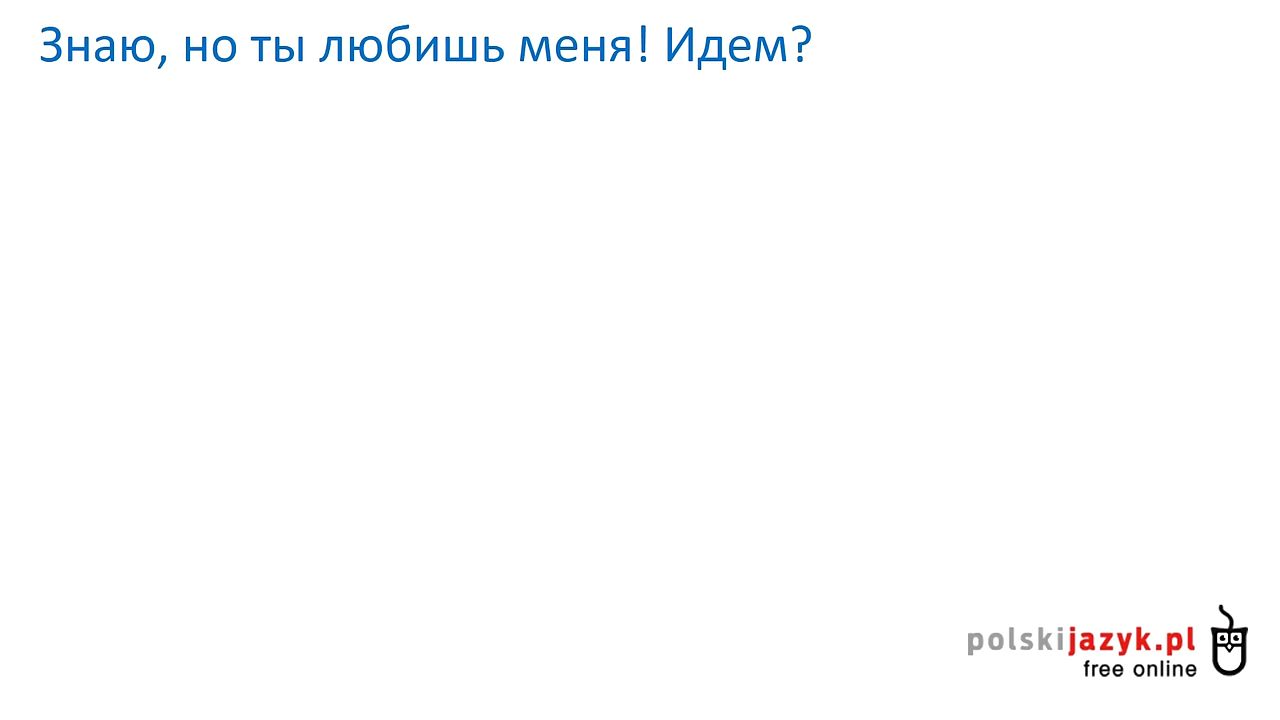 Знаю, но ты любишь меня! Идем?
polskijazyk.pl
free online